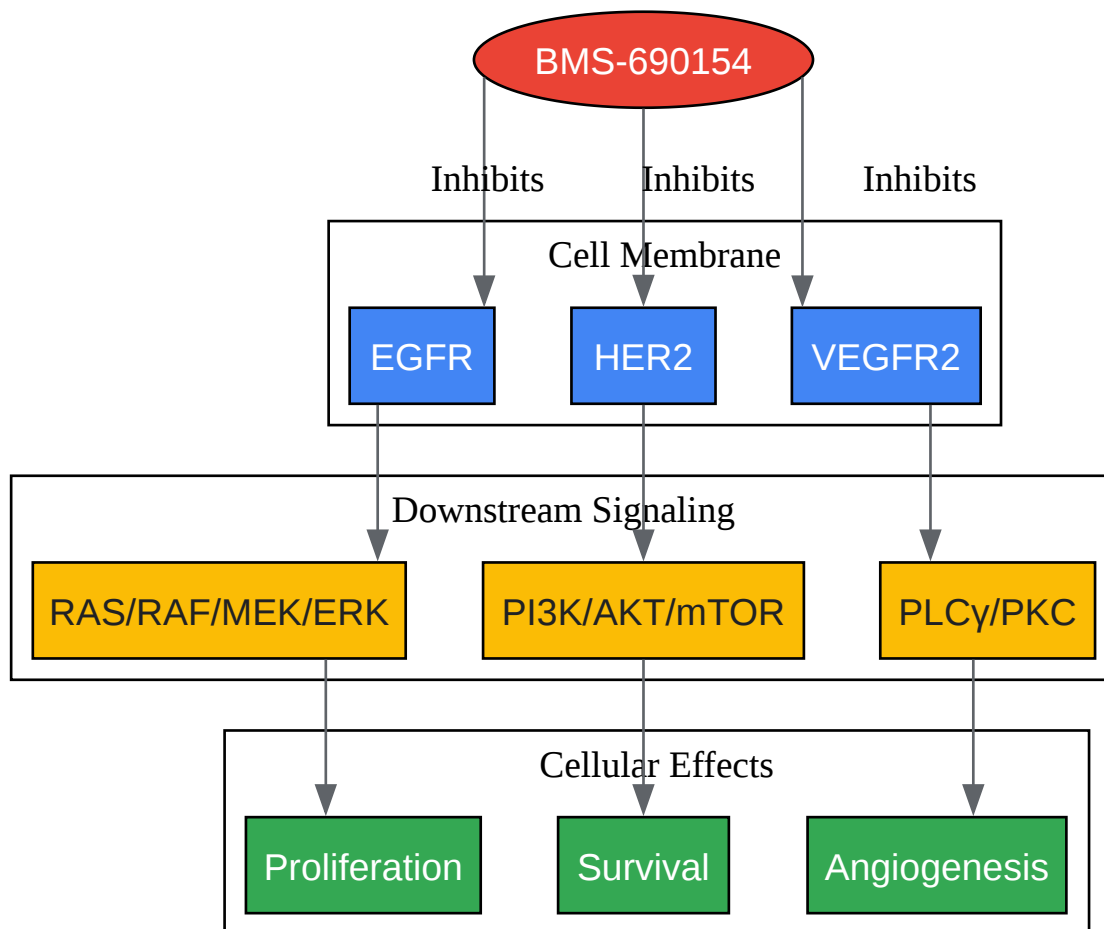 BMS-690154
Inhibits Inhibits Inhibits
Cell Membrane
EGFR HER2 VEGFR2
Downstream Signaling
RAS/RAF/MEK/ERK PI3K/AKT/mTOR PLCγ/PKC
Cellular Effects
Proliferation Survival Angiogenesis